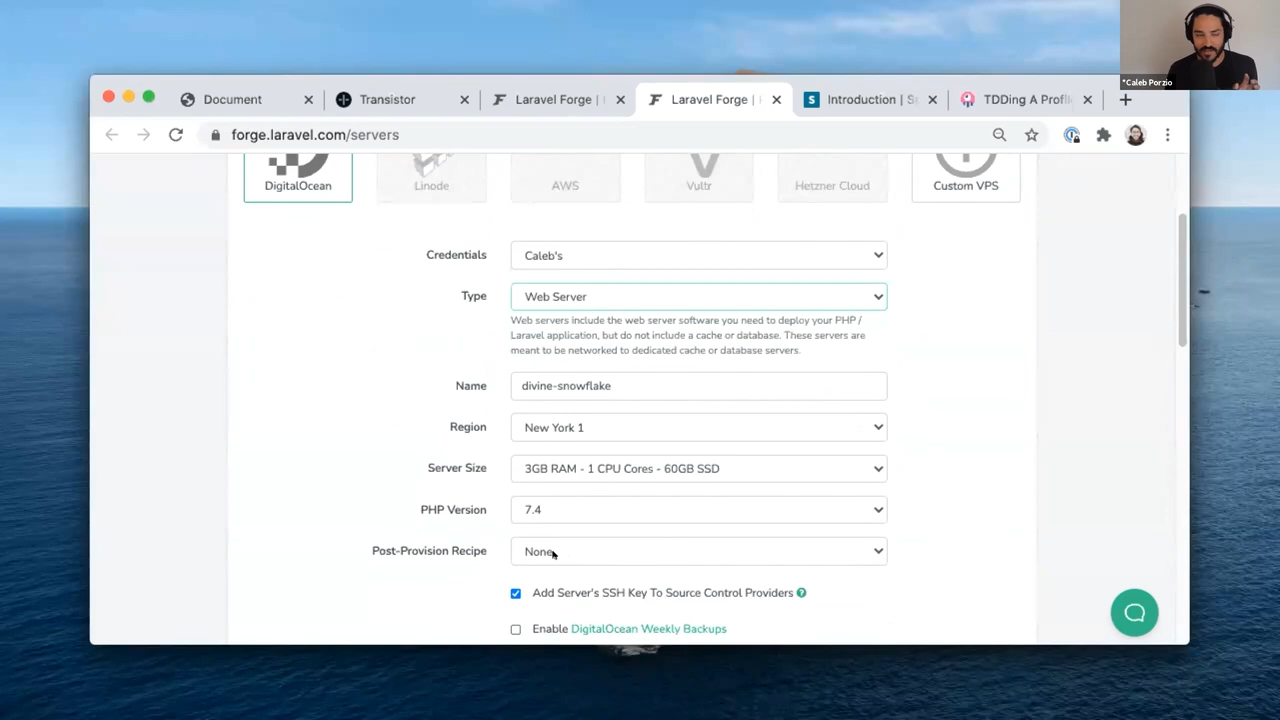 *Caleb Porzio
Document
Transistor
Laravel Forge |
Laravel Forge |
Introduction | S
TDDing A Profil
forge.laravel.com/servers
DigitalOcean
Linode
AWS
Vultr
Hetzner Cloud
Custom VPS
Credentials
Caleb's
Type
Web Server
Web servers include the web server software you need to deploy your PHP /
Laravel application, but do not include a cache or database. These servers are
meant to be networked to dedicated cache or database servers.
Name
divine-snowflake
Region
New York 1
Server Size
3GB RAM - 1 CPU Cores - 60GB SSD
PHP Version
7.4
Post-Provision Recipe
None
Add Server's SSH Key To Source Control Providers
Enable DigitalOcean Weekly Backups